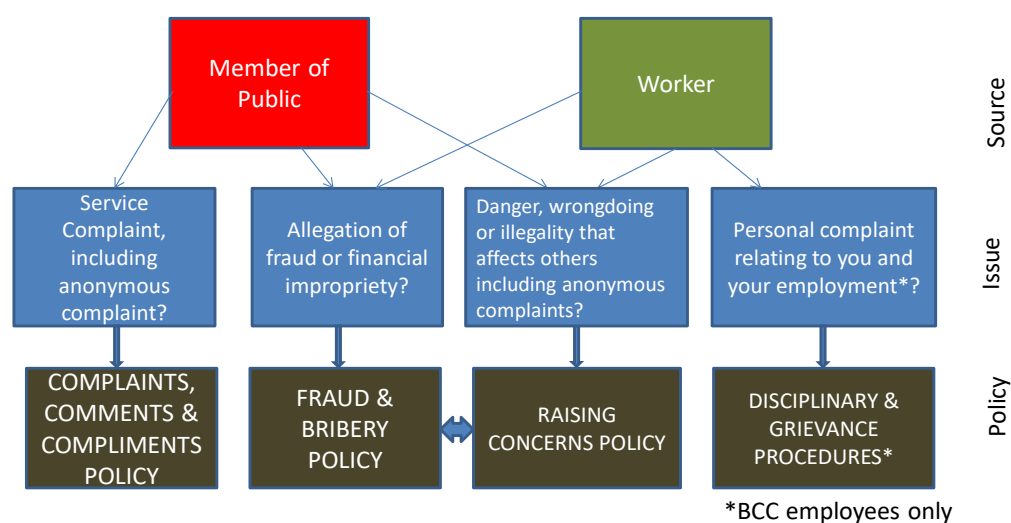 Member of
Public
Worker
Source
Service
Complaint,
including
anonymous
complaint?
Allegation of
fraud or financial
impropriety?
Danger, wrongdoing
or illegality that
affects others
including anonymous
complaints?
Personal complaint
relating to you and
your employment*?
Issue
COMPLAINTS,
COMMENTS &
COMPLIMENTS
POLICY
FRAUD &
BRIBERY
POLICY
RAISING
CONCERNS POLICY
DISCIPLINARY &
GRIEVANCE
PROCEDURES*
Policy
*BCC employees only